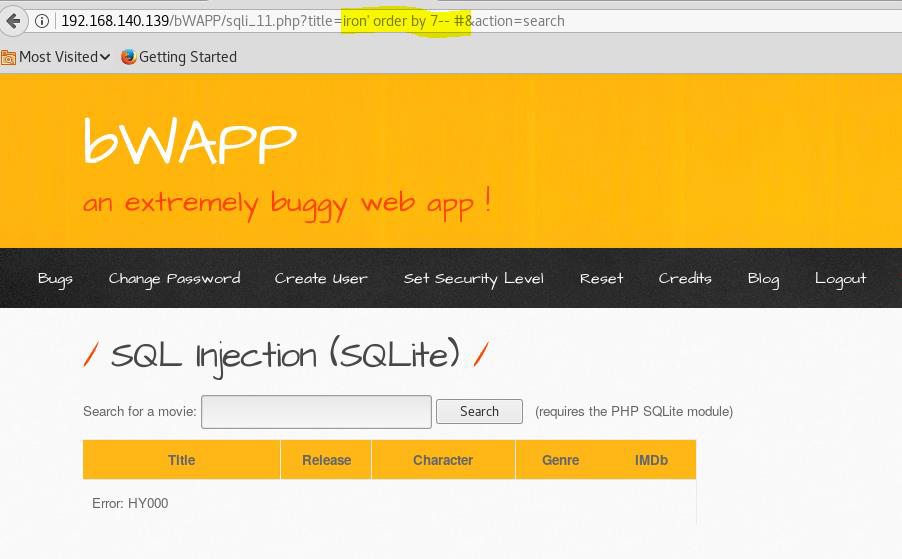 192.168.140.139/bWAPP/sqli_11.php?title=iron' order by 7-- #&action=search
Most Visited Getting Started
bWAPP
an extremely buggy web app !
Bugs Change Password Create User Set Security Level Reset Credits Blog Logout
/ SQL Injection (SQLite) /
Search for a movie: Search (requires the PHP SQLite module)
Title Release Character Genre IMDb
Error: HY000